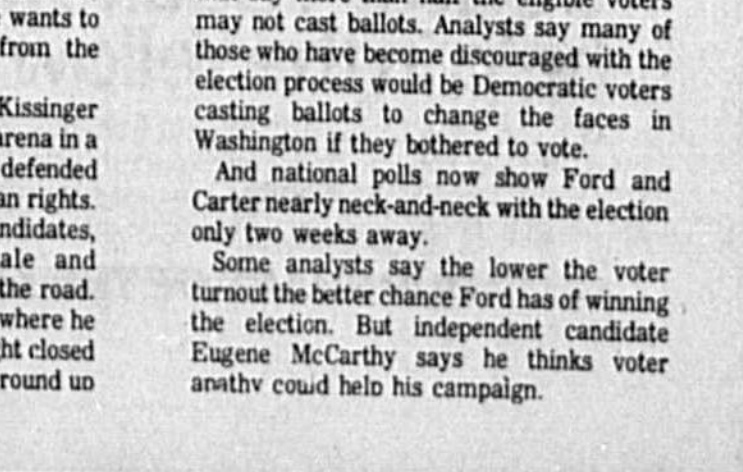 wants to
from the
Kissinger
arena in a
defended
an rights.
ndidates,
ale and
the road.
where he
ht closed
round up
may not cast ballots. Analysts say many of
those who have become discouraged with the
election process would be Democratic voters
casting ballots to change the faces in
Washington if they bothered to vote.
And national polls now show Ford and
Carter nearly neck-and-neck with the election
only two weeks away.
Some analysts say the lower the voter
turnout the better chance Ford has of winning
the election. But independent candidate
Eugene McCarthy says he thinks voter
apathy could help his campaign.